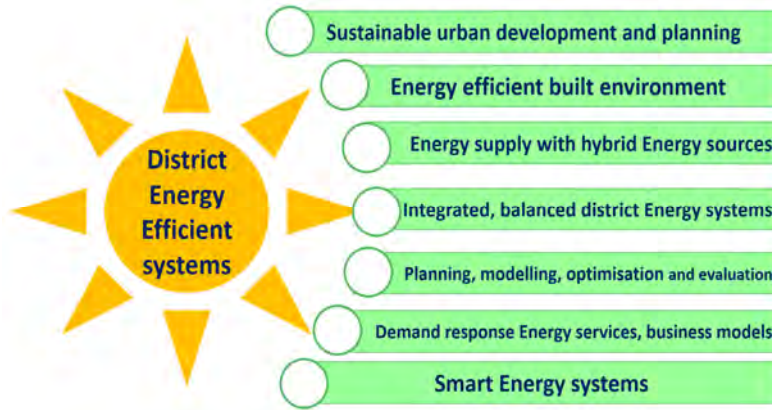 District
Energy
Efficient
systems
Sustainable urban development and planning
Energy efficient built environment
Energy supply with hybrid Energy sources
Integrated, balanced district Energy systems
Planning, modelling, optimisation and evaluation
Demand response Energy services, business models
Smart Energy systems